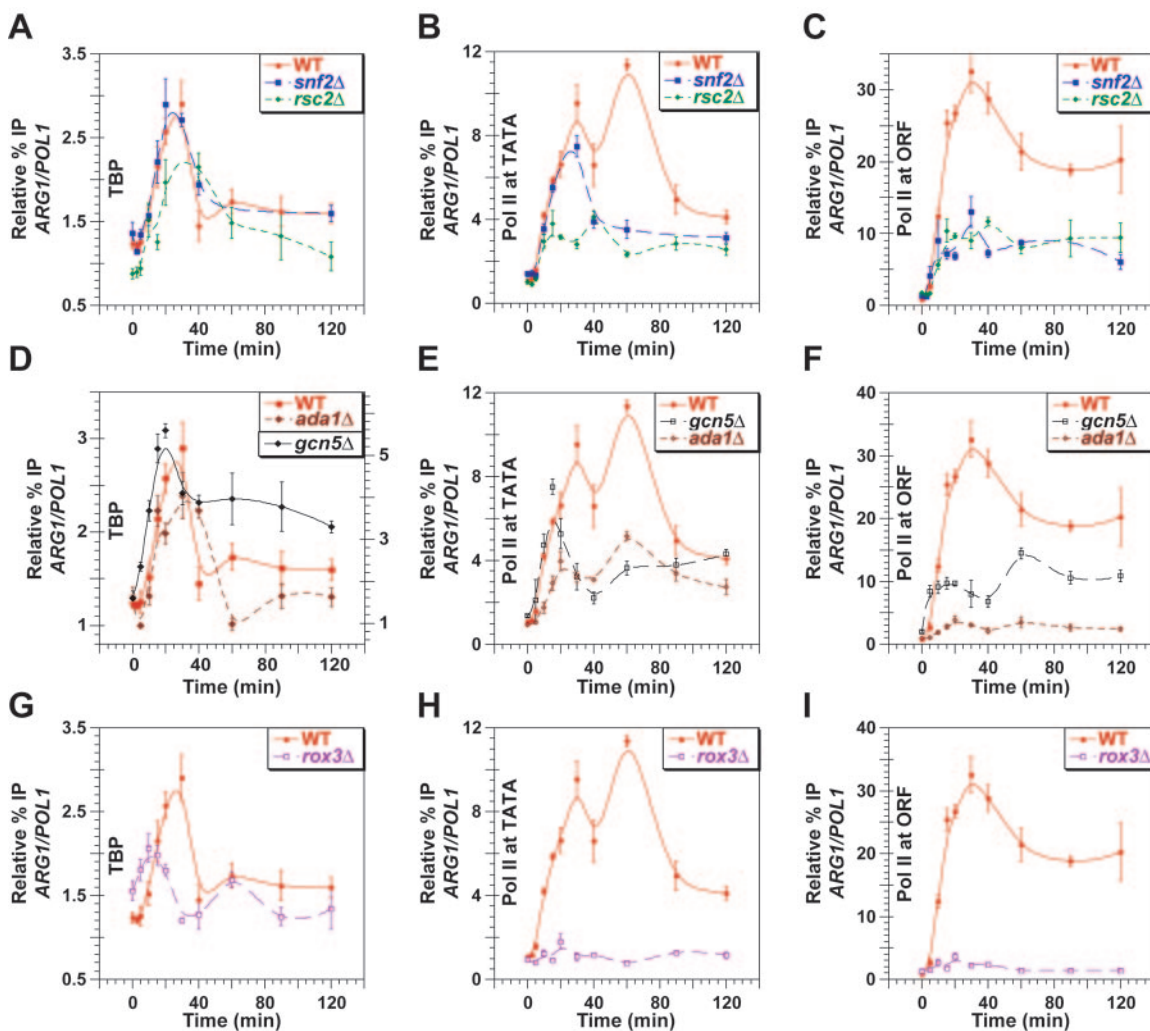 A
Relative % IP
ARG1/POL1
TBP
3.5
2.5
1.5
0.5
WT
snf2Δ
rsc2Δ
0 40 80 120
Time (min)
B
Relative % IP
ARG1/POL1
Pol II at TATA
12
8
4
0
WT
snf2Δ
rsc2Δ
0 40 80 120
Time (min)
C
Relative % IP
ARG1/POL1
Pol II at ORF
30
20
10
0
WT
snf2Δ
rsc2Δ
0 40 80 120
Time (min)
D
Relative % IP
ARG1/POL1
TBP
3
2
1
WT
ada1Δ
gcn5Δ
5
3
1
0 40 80 120
Time (min)
E
Relative % IP
ARG1/POL1
Pol II at TATA
12
8
4
0
WT
gcn5Δ
ada1Δ
0 40 80 120
Time (min)
F
Relative % IP
ARG1/POL1
Pol II at ORF
40
30
20
10
0
WT
gcn5Δ
ada1Δ
0 40 80 120
Time (min)
G
Relative % IP
ARG1/POL1
TBP
3.5
2.5
1.5
0.5
WT
rox3Δ
0 40 80 120
Time (min)
H
Relative % IP
ARG1/POL1
Pol II at TATA
12
8
4
0
WT
rox3Δ
0 40 80 120
Time (min)
I
Relative % IP
ARG1/POL1
Pol II at ORF
40
30
20
10
0
WT
rox3Δ
0 40 80 120
Time (min)